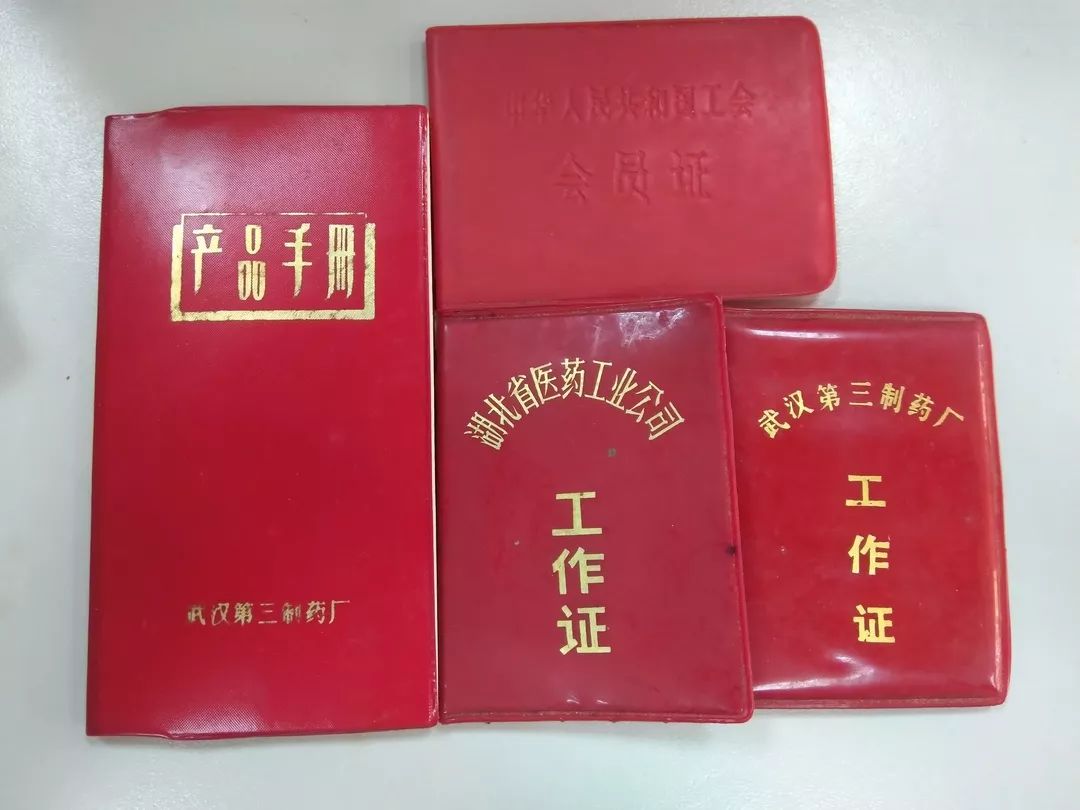 产品手册
武汉第三制药厂
中华人民共和国工会
会员证
湖北省医药工业公司
工作证
武汉第三制药厂
工作证